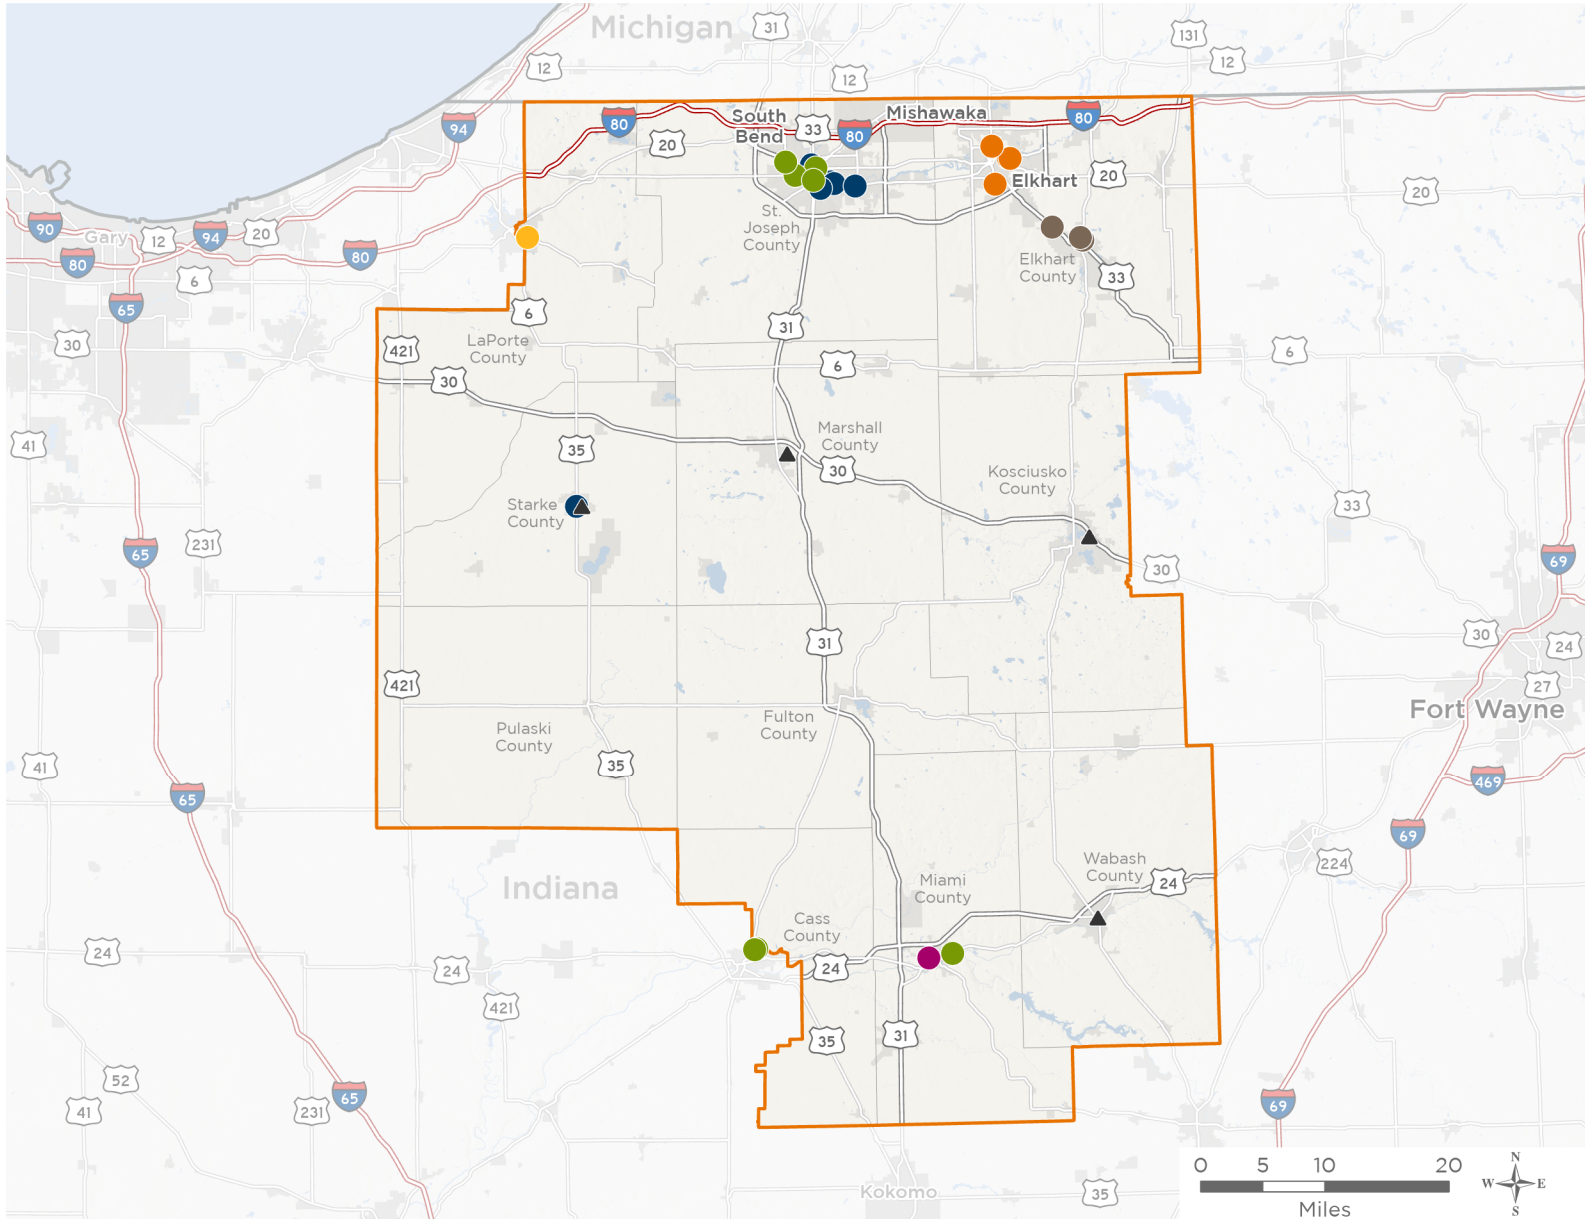 Michigan
31
131
12
12
12
94
80
South
Bend
33
80
Mishawaka
80
20
20
Elkhart
20
St.
Joseph
County
90
Gary
12
94
20
80
80
6
Elkhart
County
33
65
6
31
30
421
LaPorte
County
6
6
30
41
35
Marshall
County
30
Kosciusko
County
33
Starke
County
231
65
30
69
31
30
24
421
27
Fort Wayne
Pulaski
County
Fulton
County
35
41
65
469
69
Wabash
County
224
24
Miami
County
Indiana
Cass
County
24
24
24
421
35
31
52
65
41
231
69
Kokomo
35
0 5 10 20
Miles
N
W E
S